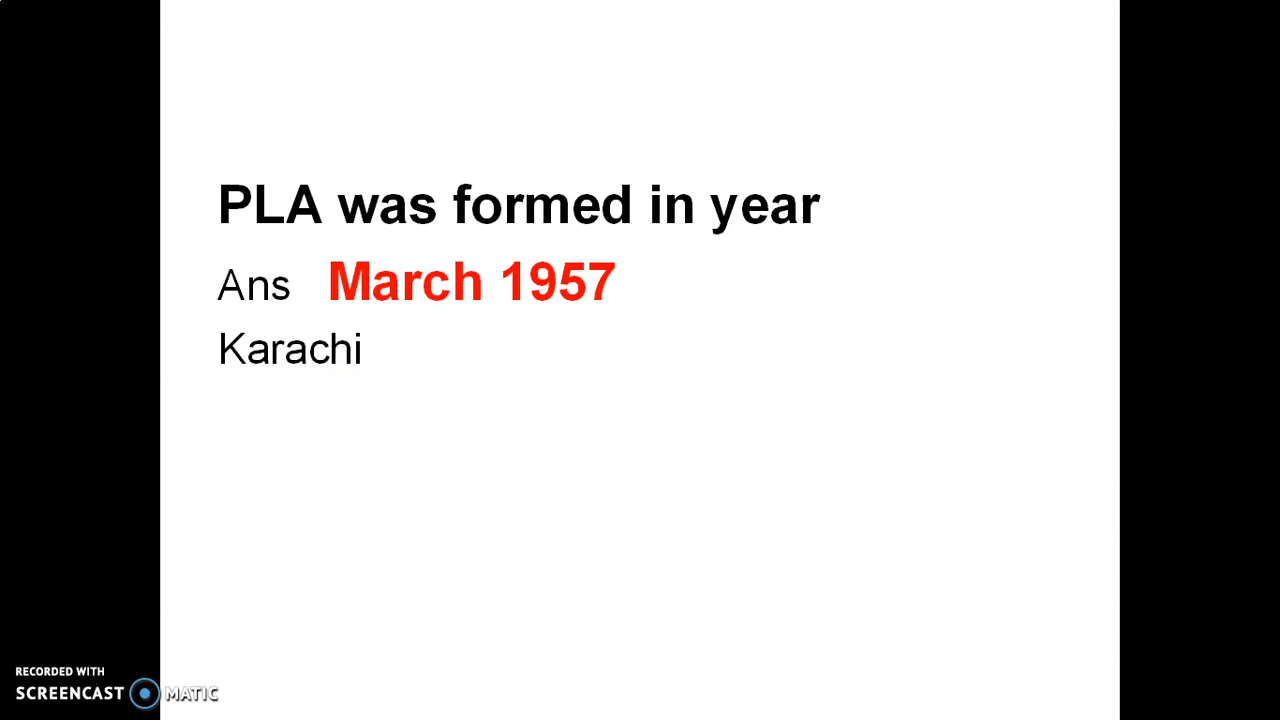 PLA was formed in year
Ans March 1957
Karachi
RECORDED WITH
SCREENCAST MATIC